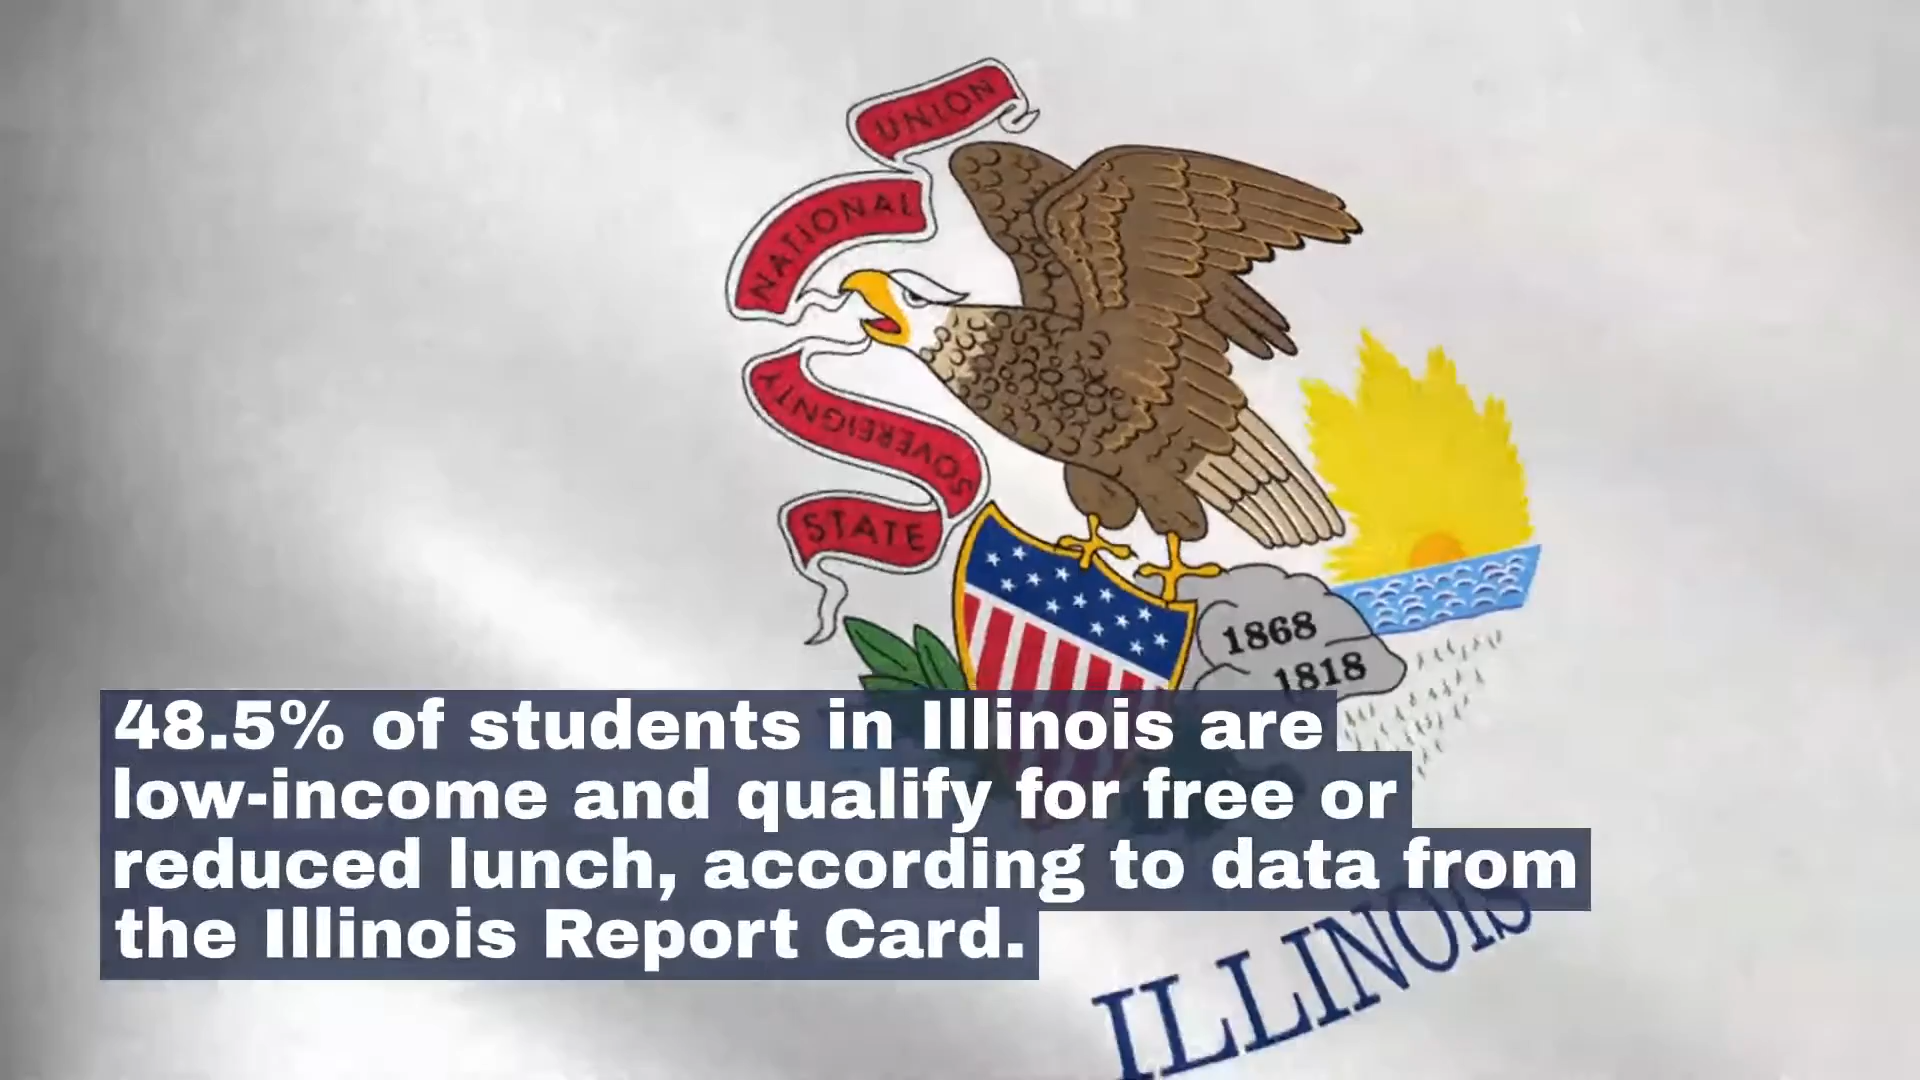 UNION
NATIONAL
SOVEREIGNTY
STATE
1868
1818
48.5% of students in Illinois are
low-income and qualify for free or
reduced lunch, according to data from
the Illinois Report Card.
ILLINOIS